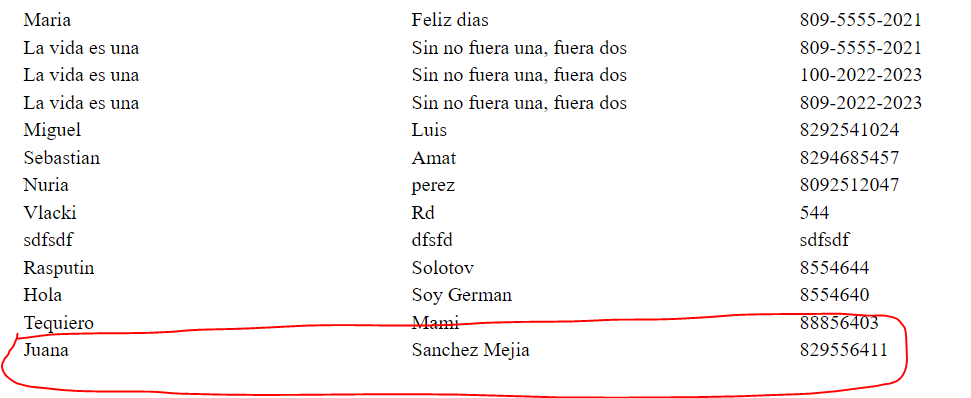 Maria Feliz dias 809-5555-2021
La vida es una Sin no fuera una, fuera dos 809-5555-2021
La vida es una Sin no fuera una, fuera dos 100-2022-2023
La vida es una Sin no fuera una, fuera dos 809-2022-2023
Miguel Luis 8292541024
Sebastian Amat 8294685457
Nuria perez 8092512047
Vlacki Rd 544
sdfsdf dfsfd sdfsdf
Rasputin Solotov 8554644
Hola Soy German 8554640
Tequiero Mami 88856403
Juana Sanchez Mejia 829556411